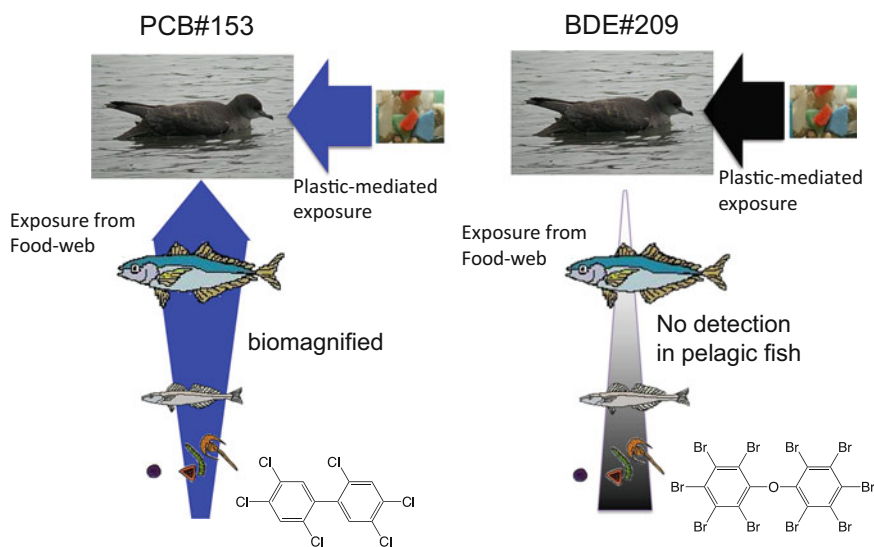 PCB#153
Plastic-mediated
exposure
Exposure from
Food-web
biomagnified
Cl
Cl
Cl
Cl
Cl
Cl
BDE#209
Plastic-mediated
exposure
Exposure from
Food-web
No detection
in pelagic fish
Br
Br
Br
Br
Br
O
Br
Br
Br
Br
Br